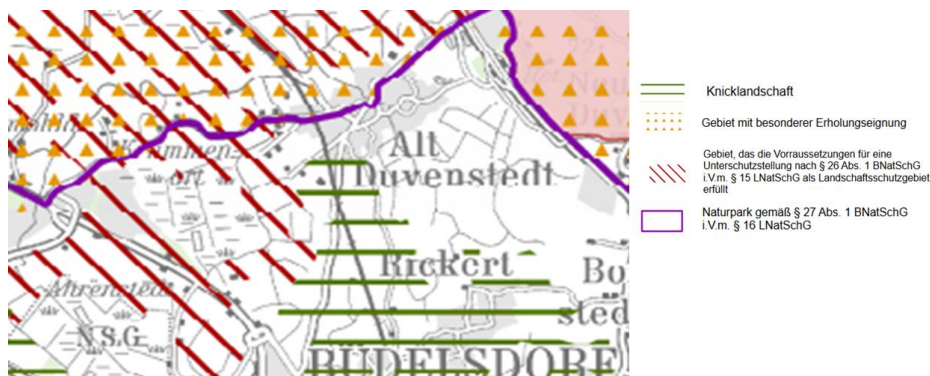 Alt
Duvenstedt
Rickert
Bo
sted
Ahrenstedt
N.S.G.
BÜDELSDORF
Knicklandschaft
Gebiet mit besonderer Erholungseignung
Gebiet, das die Vorraussetzungen für eine
Unterschutzstellung nach § 26 Abs. 1 BNatSchG
i.V.m. § 15 LNatSchG als Landschaftsschutzgebiet
erfüllt
Naturpark gemäß § 27 Abs. 1 BNatSchG
i.V.m. § 16 LNatSchG